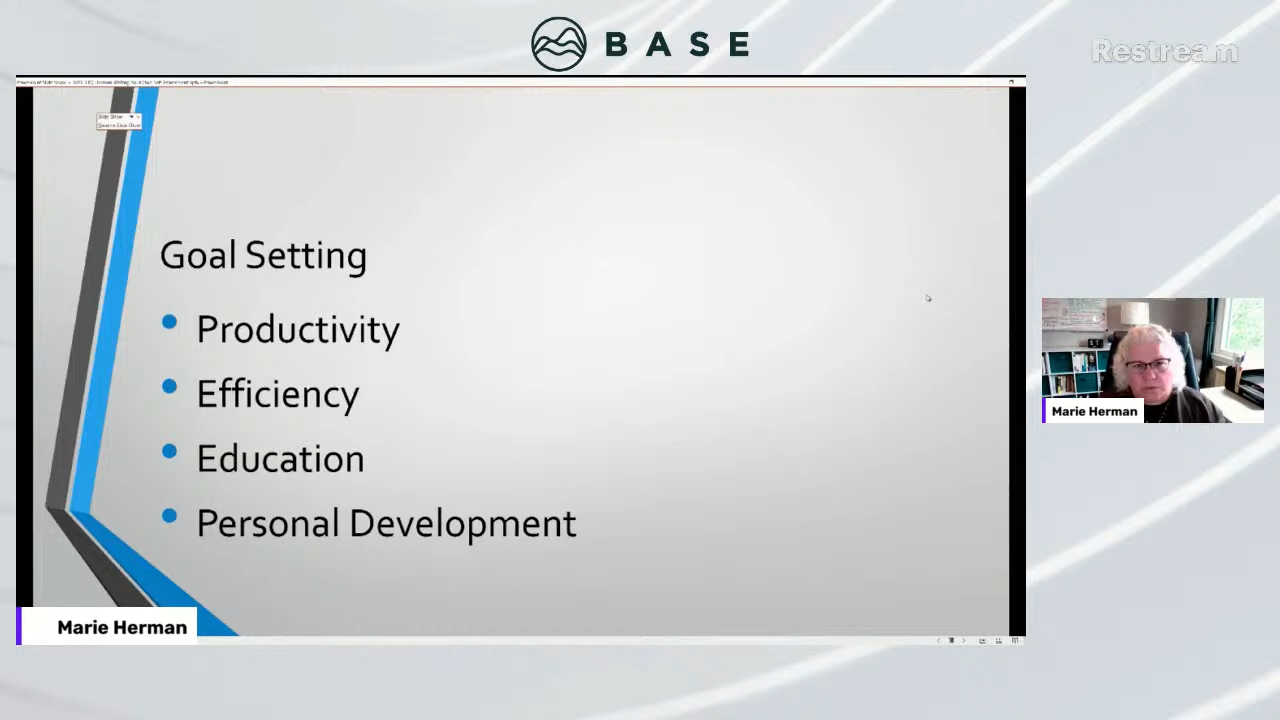 BASE
Restream
Goal Setting
Productivity
Efficiency
Education
Personal Development
Marie Herman
Marie Herman